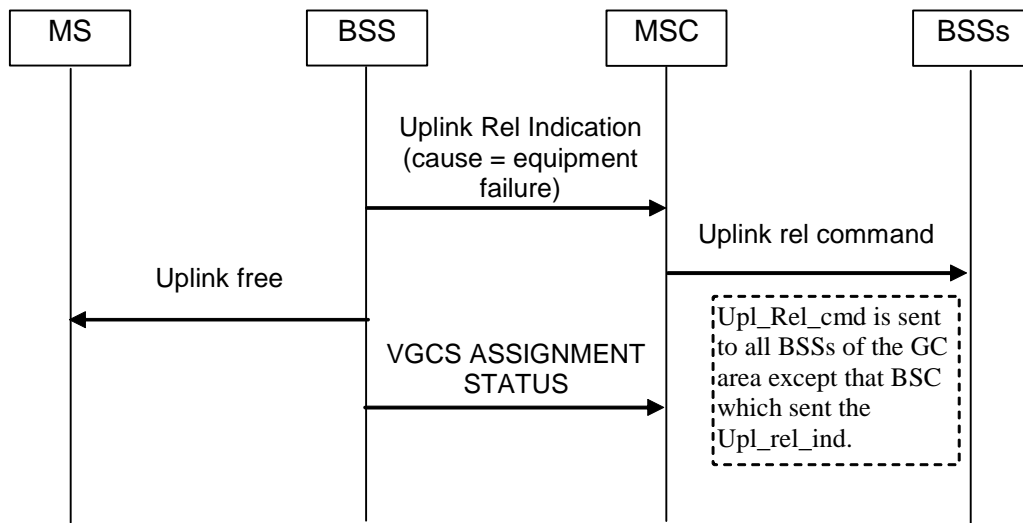 MS
BSS
MSC
BSSs
Uplink Rel Indication
(cause = equipment
failure)
Uplink rel command
Uplink free
Upl_Rel_cmd is sent
to all BSSs of the GC
area except that BSC
which sent the
Upl_rel_ind.
VGCS ASSIGNMENT
STATUS